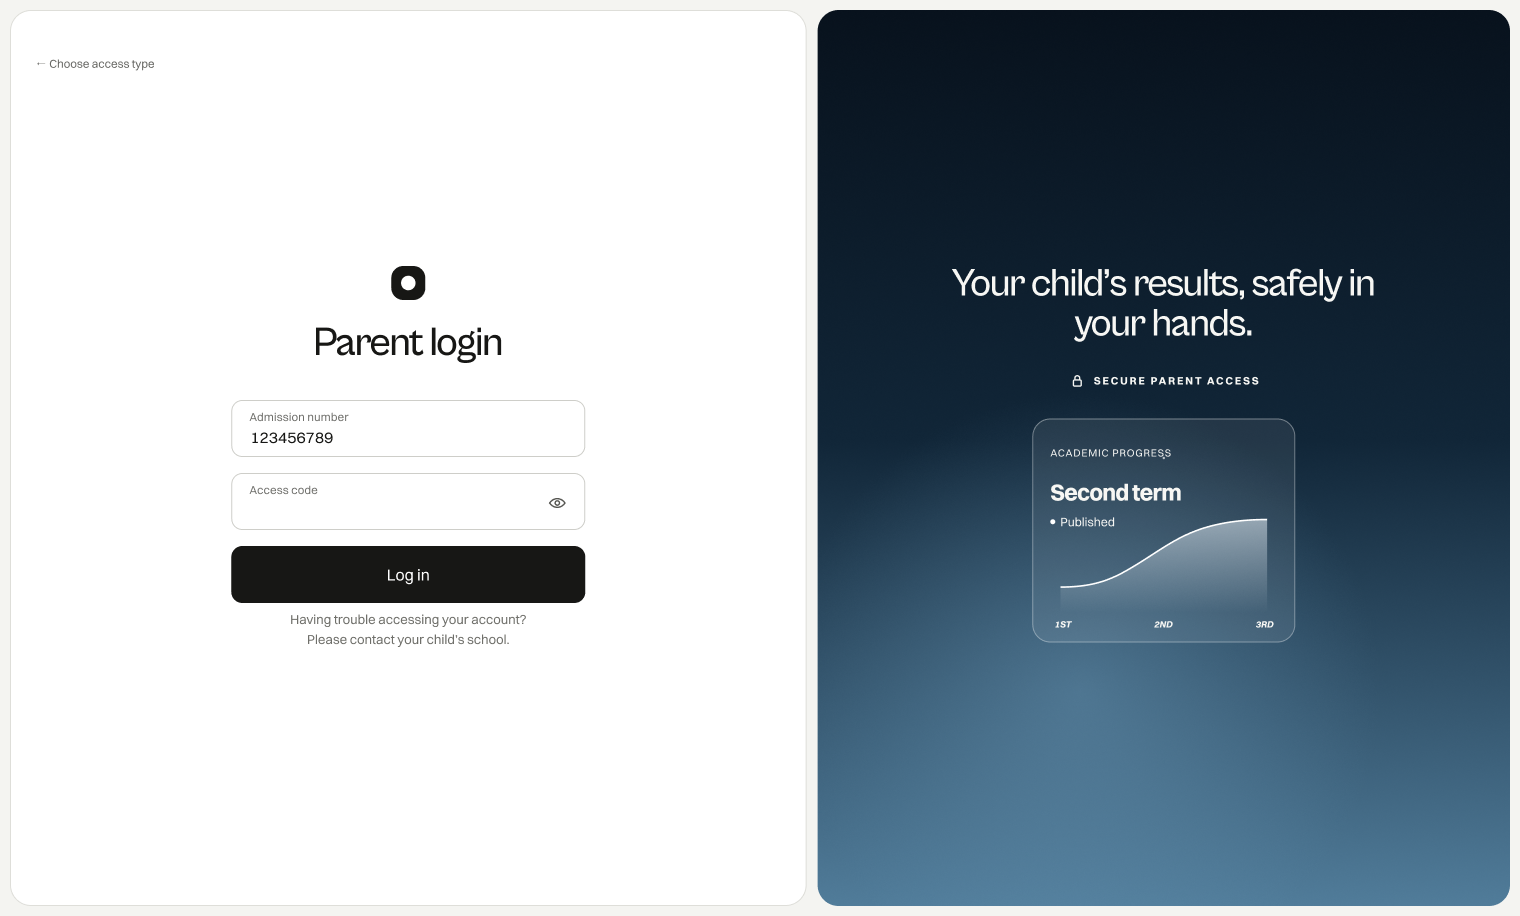 ← Choose access type
Parent login
Admission number
123456789
Access code
Log in
Having trouble accessing your account?
Please contact your child's school.
Your child’s results, safely in
your hands.
SECURE PARENT ACCESS
ACADEMIC PROGRESS
Second term
Published
1ST 2ND 3RD